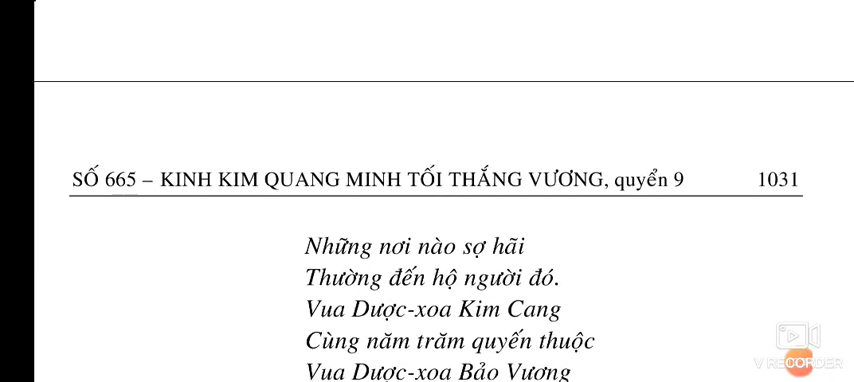 SỐ 665 – KINH KIM QUANG MINH TỐI THẮNG VƯƠNG, quyển 9 1031
Những nơi nào sợ hãi
Thường đến hộ người đó.
Vua Dược-xoa Kim Cang
Cùng năm trăm quyến thuộc
Vua Dược-xoa Bảo Vương
V RECORDER